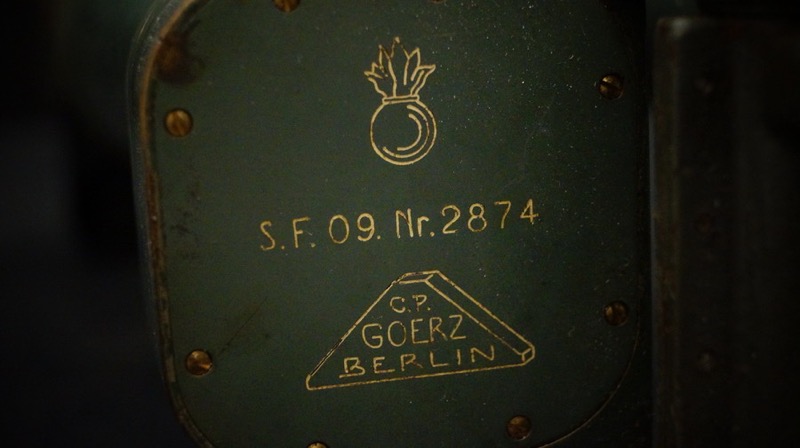 S.F. 09. Nr. 2874
C.P.
GOERZ
BERLIN